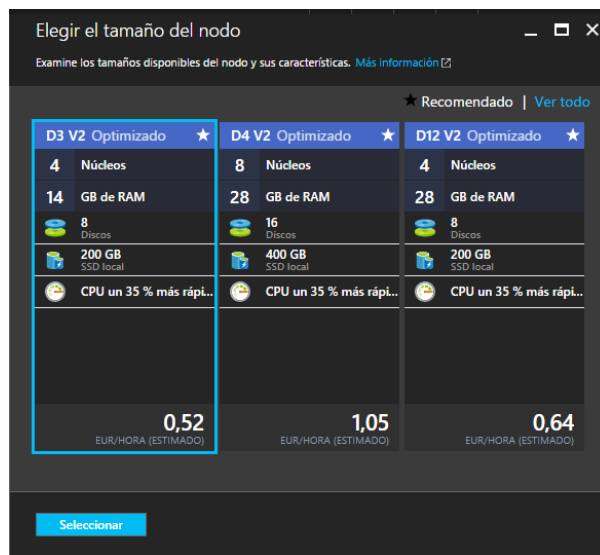 Elegir el tamaño del nodo
Examine los tamaños disponibles del nodo y sus características. Más información
Recomendado | Ver todo
D3 V2 Optimizado
4 Núcleos
14 GB de RAM
8
Discos
200 GB
SSD local
CPU un 35 % más rápi...
0,52
EUR/HORA (ESTIMADO)
D4 V2 Optimizado
8 Núcleos
28 GB de RAM
16
Discos
400 GB
SSD local
CPU un 35 % más rápi...
1,05
EUR/HORA (ESTIMADO)
D12 V2 Optimizado
4 Núcleos
28 GB de RAM
8
Discos
200 GB
SSD local
CPU un 35 % más rápi...
0,64
EUR/HORA (ESTIMADO)
Seleccionar